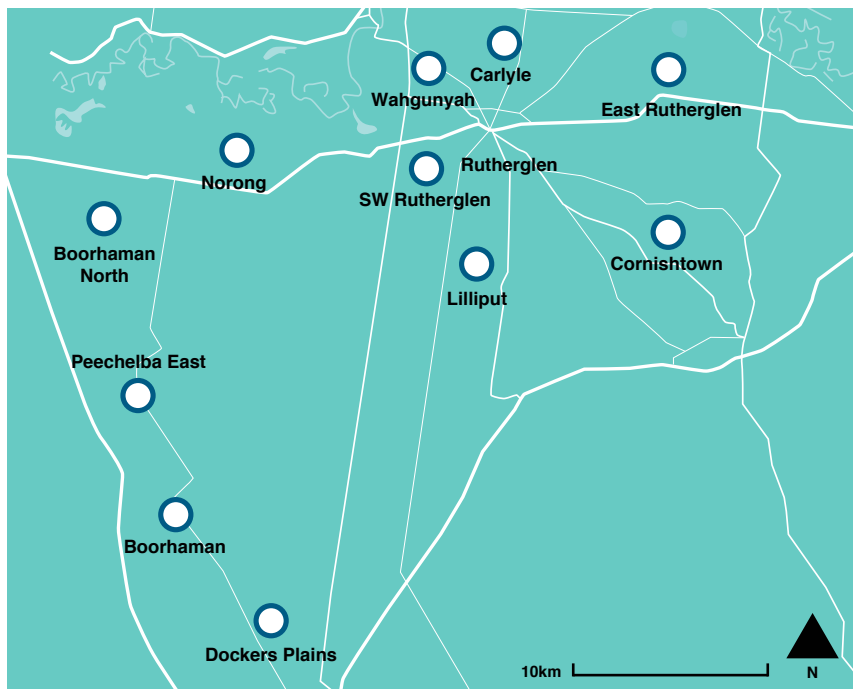 Carlyle
Wahgunyah
East Rutherglen
Rutherglen
Norong
SW Rutherglen
Boorhaman
North
Cornishtown
Lilliput
Peechelba East
Boorhaman
Dockers Plains
10km
N